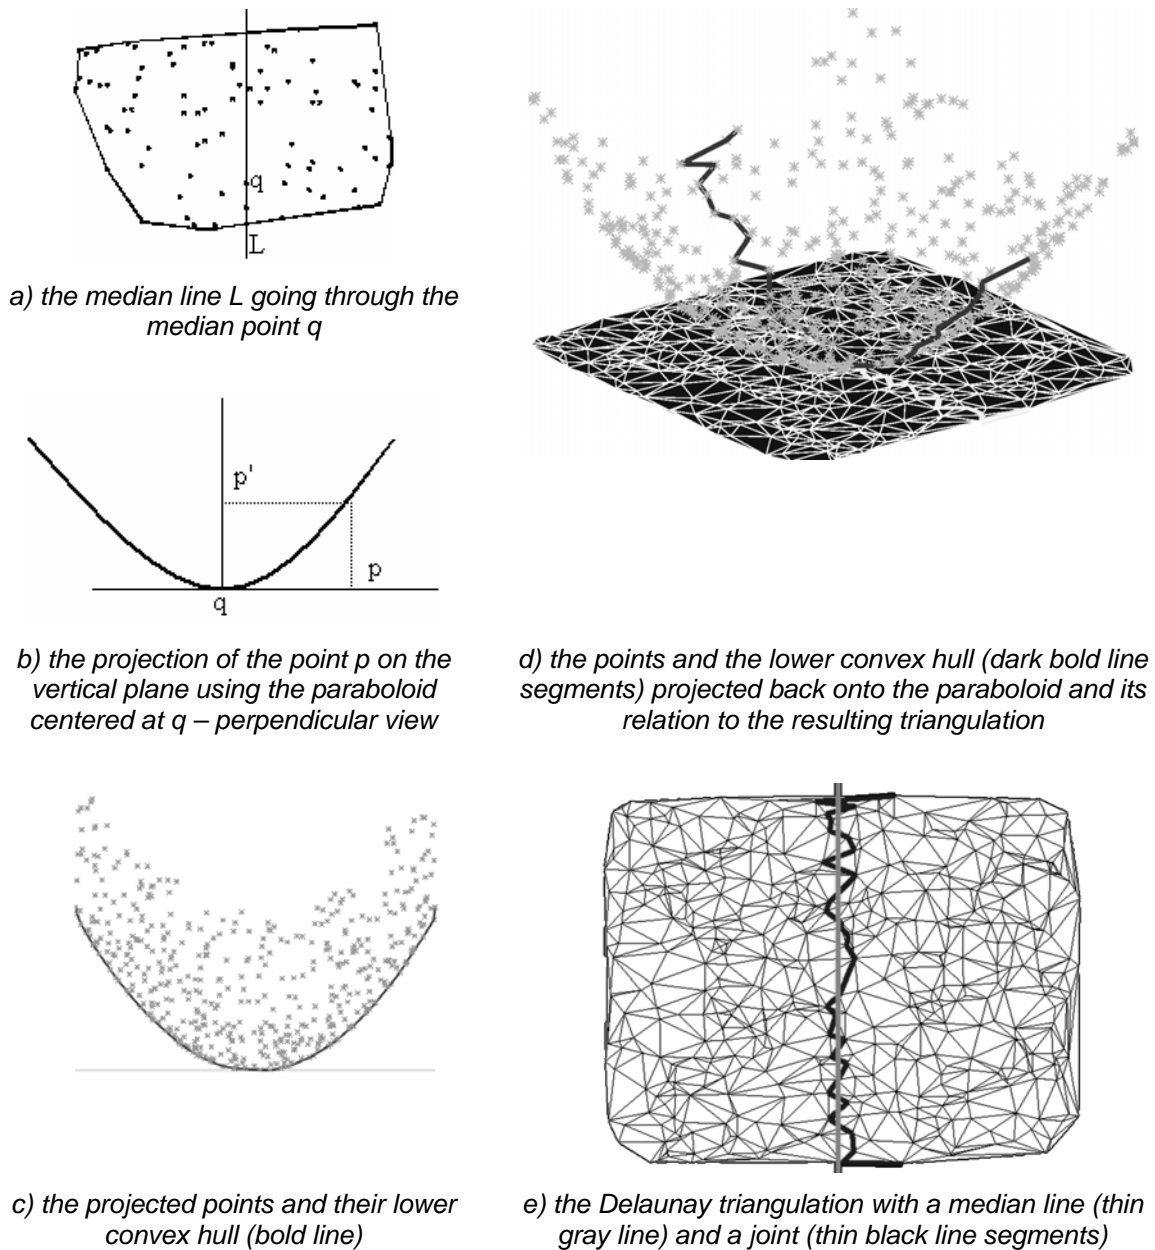 q
L
a) the median line L going through the
median point q
p'
p
q
b) the projection of the point p on the
vertical plane using the paraboloid
centered at q – perpendicular view
c) the projected points and their lower
convex hull (bold line)
d) the points and the lower convex hull (dark bold line
segments) projected back onto the paraboloid and its
relation to the resulting triangulation
e) the Delaunay triangulation with a median line (thin
gray line) and a joint (thin black line segments)